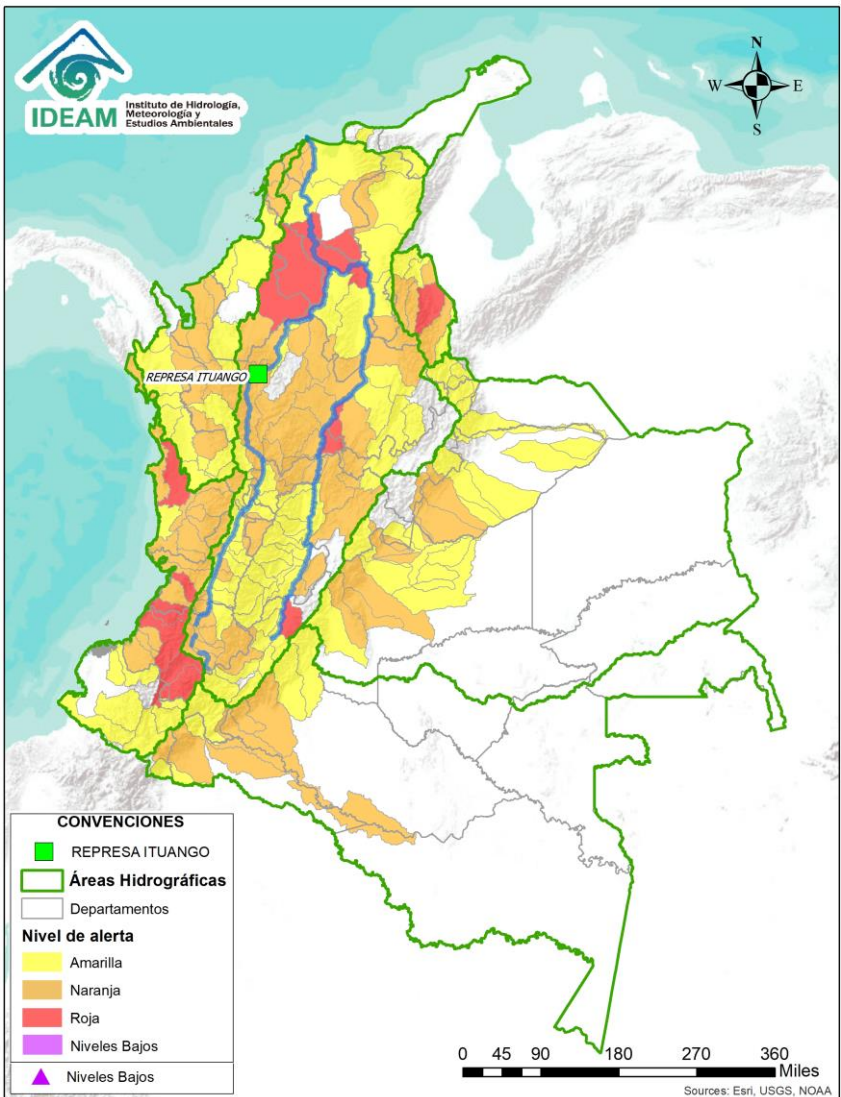 IDEAM
Instituto de Hidrología,
Meteorología y
Estudios Ambientales
N
W E
S
REPRESA ITUANGO
CONVENCIONES
REPRESA ITUANGO
Áreas Hidrográficas
Departamentos
Nivel de alerta
Amarilla
Naranja
Roja
Niveles Bajos
Niveles Bajos
0 45 90 180 270 360
Miles
Sources: Esri, USGS, NOAA